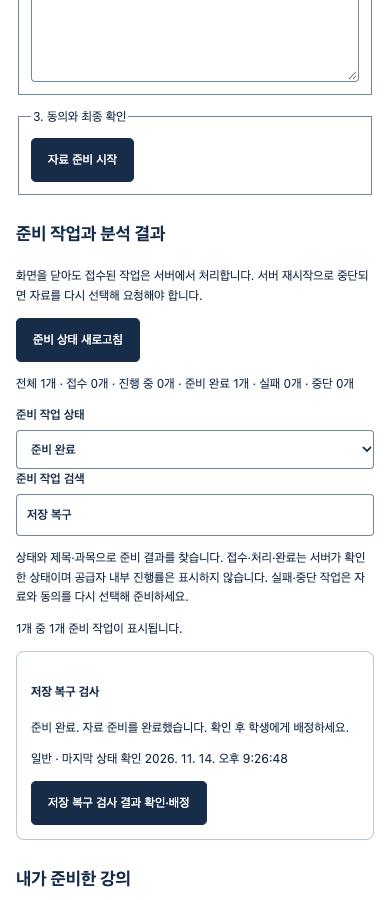 3. 동의와 최종 확인
자료 준비 시작
준비 작업과 분석 결과
화면을 닫아도 접수된 작업은 서버에서 처리합니다. 서버 재시작으로 중단되
면 자료를 다시 선택해 요청해야 합니다.
준비 상태 새로고침
전체 1개 · 접수 0개 · 진행 중 0개 · 준비 완료 1개 · 실패 0개 · 중단 0개
준비 작업 상태
준비 완료
준비 작업 검색
저장 복구
상태와 제목·과목으로 준비 결과를 찾습니다. 접수·처리·완료는 서버가 확인
한 상태이며 공급자 내부 진행률은 표시하지 않습니다. 실패·중단 작업은 자
료와 동의를 다시 선택해 준비하세요.
1개 중 1개 준비 작업이 표시됩니다.
저장 복구 검사
준비 완료. 자료 준비를 완료했습니다. 확인 후 학생에게 배정하세요.
일반 · 마지막 상태 확인 2026. 11. 14. 오후 9:26:48
저장 복구 검사 결과 확인·배정
내가 준비한 강의